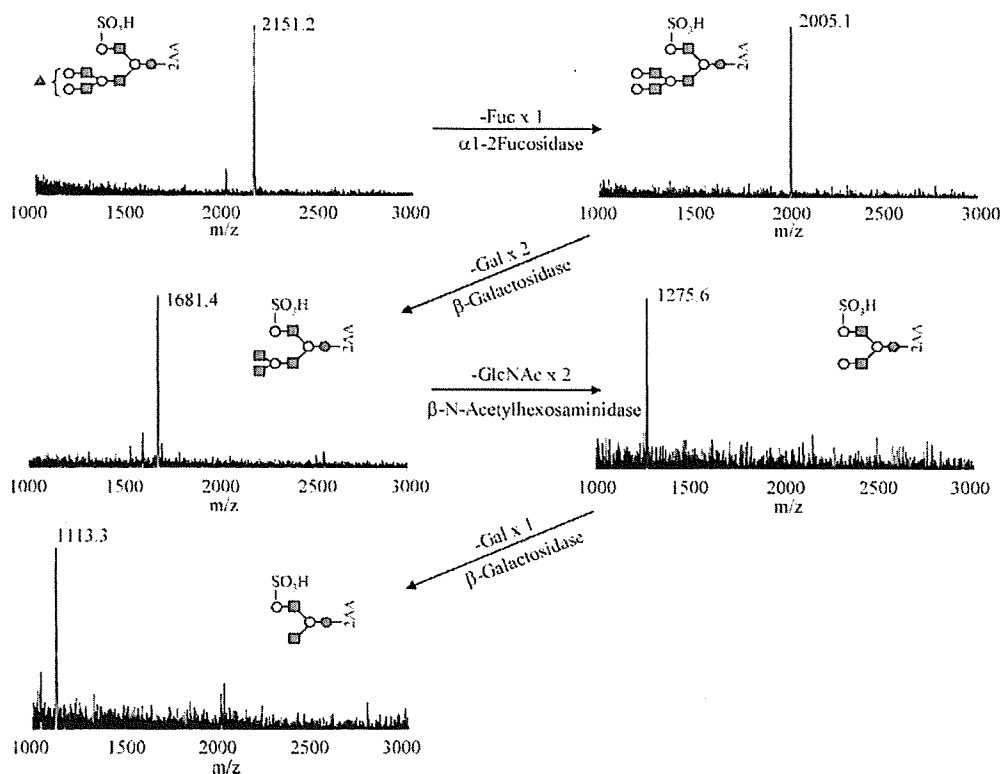 SO3H
2AA
2151.2
1000 1500 2000 2500 3000
m/z
-Fuc x 1
α1-2Fucosidase
SO3H
2AA
2005.1
1000 1500 2000 2500 3000
m/z
-Gal x 2
β-Galactosidase
1681.4
SO3H
2AA
1000 1500 2000 2500 3000
m/z
-GlcNAc x 2
β-N-Acetylhexosaminidase
1275.6
SO3H
2AA
1000 1500 2000 2500 3000
m/z
-Gal x 1
β-Galactosidase
1113.3
SO3H
2AA
1000 1500 2000 2500 3000
m/z